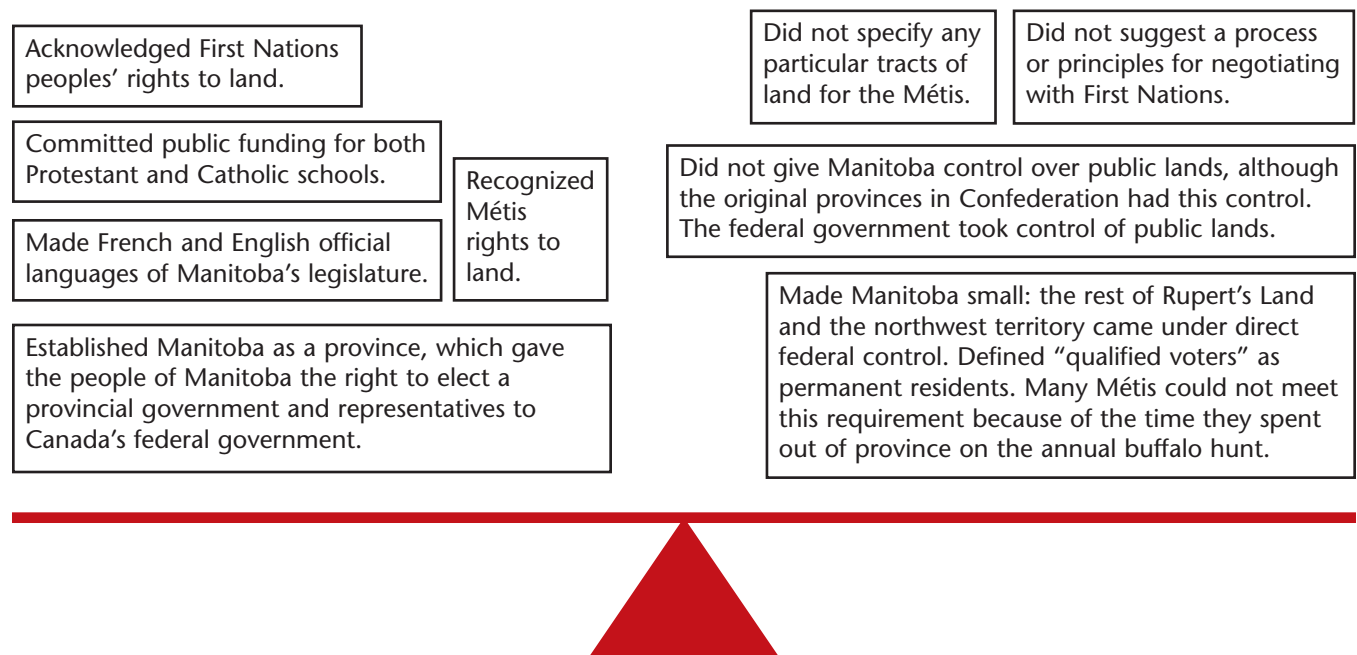 Acknowledged First Nations
peoples’ rights to land.
Committed public funding for both
Protestant and Catholic schools.
Made French and English official
languages of Manitoba’s legislature.
Recognized
Métis
rights to
land.
Established Manitoba as a province, which gave
the people of Manitoba the right to elect a
provincial government and representatives to
Canada’s federal government.
Did not specify any
particular tracts of
land for the Métis.
Did not suggest a process
or principles for negotiating
with First Nations.
Did not give Manitoba control over public lands, although
the original provinces in Confederation had this control.
The federal government took control of public lands.
Made Manitoba small: the rest of Rupert’s Land
and the northwest territory came under direct
federal control. Defined “qualified voters” as
permanent residents. Many Métis could not meet
this requirement because of the time they spent
out of province on the annual buffalo hunt.